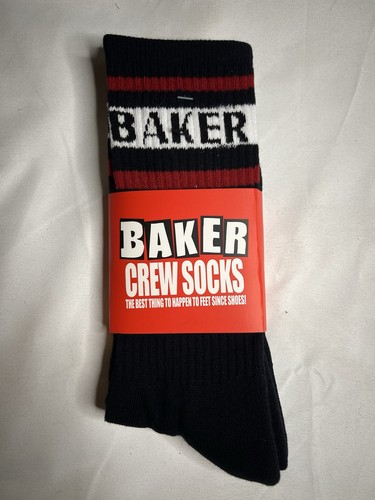 BAKER
BAKER
CREW SOCKS
THE BEST THING TO HAPPEN TO FEET SINCE SHOES!